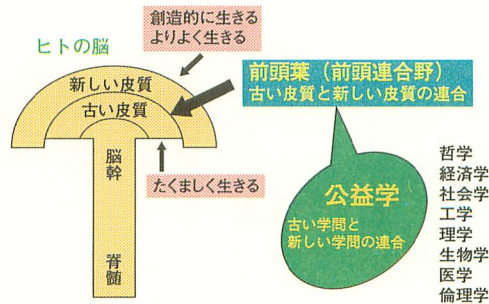 創造的に生きる
よりよく生きる
ヒトの脳
新しい皮質
古い皮質
脳幹
脊髄
たくましく生きる
前頭葉（前頭連合野）
古い皮質と新しい皮質の連合
公益学
古い学問と
新しい学問の連合
哲学
経済学
社会学
工学
理学
生物学
医学
倫理学